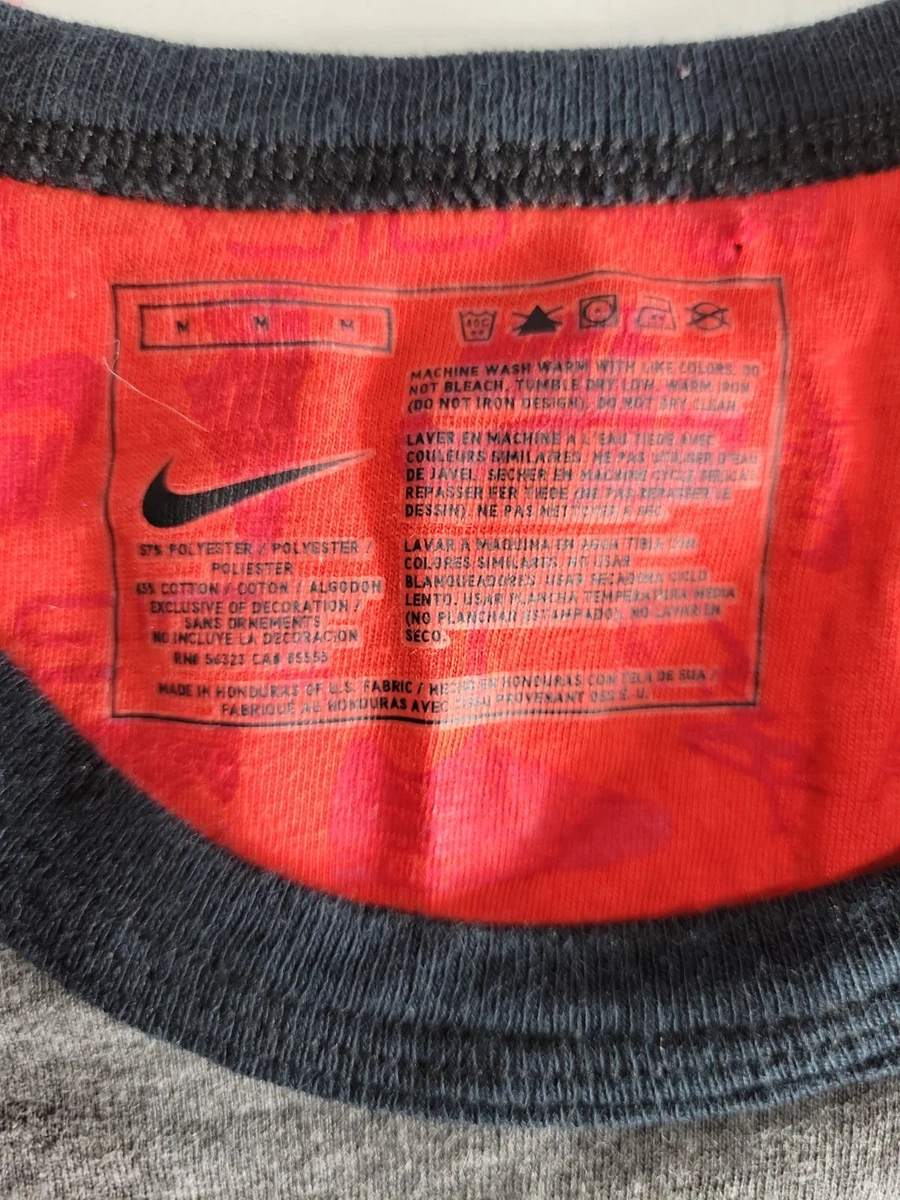 M M M
40C
MACHINE WASH WARM WITH LIKE COLORS. DO
NOT BLEACH. TUMBLE DRY LOW. WARM IRON
(DO NOT IRON DESIGN). DO NOT DRY CLEAN.
LAVER EN MACHINE A L'EAU TIEDE AVEC
COULEURS SIMILAIRES. NE PAS UTILISER D'EAU
DE JAVEL. SECHER EN MACHINE CYCLE DELICAT
REPASSER FER TIEDE (NE PAS REPASSER LE
DESSIN). NE PAS NETTOYER A SEC.
LAVAR A MAQUINA EN AGUA TIBIA CON
COLORES SIMILARES. NO USAR
BLANQUEADORES. USAR SECADORA CICLO
LENTO. USAR PLANCHA TEMPERATURA MEDIA
(NO PLANCHAR ESTAMPADO). NO LAVAR EN
SECO.
57% POLYESTER / POLYESTER /
POLIESTER
43% COTTON / COTON / ALGODON
EXCLUSIVE OF DECORATION /
SANS ORNEMENTS
NO INCLUYE LA DECORACION
RN# 56323 CA# 05553
MADE IN HONDURAS OF U.S. FABRIC / HECHO EN HONDURAS CON TELA DE EUA /
FABRIQUE AU HONDURAS AVEC TISSU PROVENANT DES E. U.